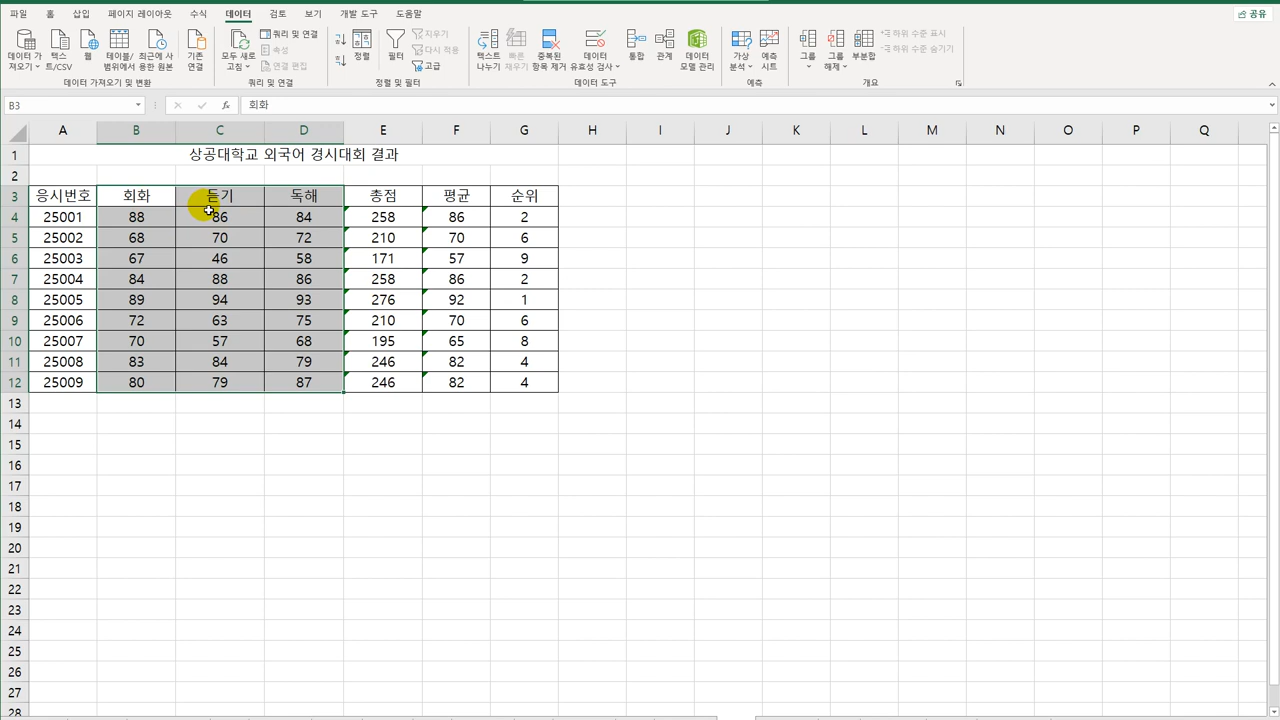 파일 홈 삽입 페이지 레이아웃 수식 데이터 검토 보기 개발 도구 도움말 공유
데이터 가져오기 텍스트/CSV 웹 테이블/범위에서 최근에 사용한 원본 기존 연결 모두 새로 고침 쿼리 및 연결 속성 연결 편집 정렬 필터 지우기 다시 적용 고급 텍스트 나누기 빠른 채우기 중복된 항목 제거 데이터 유효성 검사 통합 관계 데이터 모델 관리 가상 분석 예측 시트 그룹 그룹 해제 부분합 하위 수준 표시 하위 수준 숨기기
데이터 가져오기 및 변환 쿼리 및 연결 정렬 및 필터 데이터 도구 예측 개요
B3 fx 회화
A B C D E F G H I J K L M N O P Q
1 상공대학교 외국어 경시대회 결과
2
3 응시번호 회화 듣기 독해 총점 평균 순위
4 25001 88 86 84 258 86 2
5 25002 68 70 72 210 70 6
6 25003 67 46 58 171 57 9
7 25004 84 88 86 258 86 2
8 25005 89 94 93 276 92 1
9 25006 72 63 75 210 70 6
10 25007 70 57 68 195 65 8
11 25008 83 84 79 246 82 4
12 25009 80 79 87 246 82 4
13
14
15
16
17
18
19
20
21
22
23
24
25
26
27
28